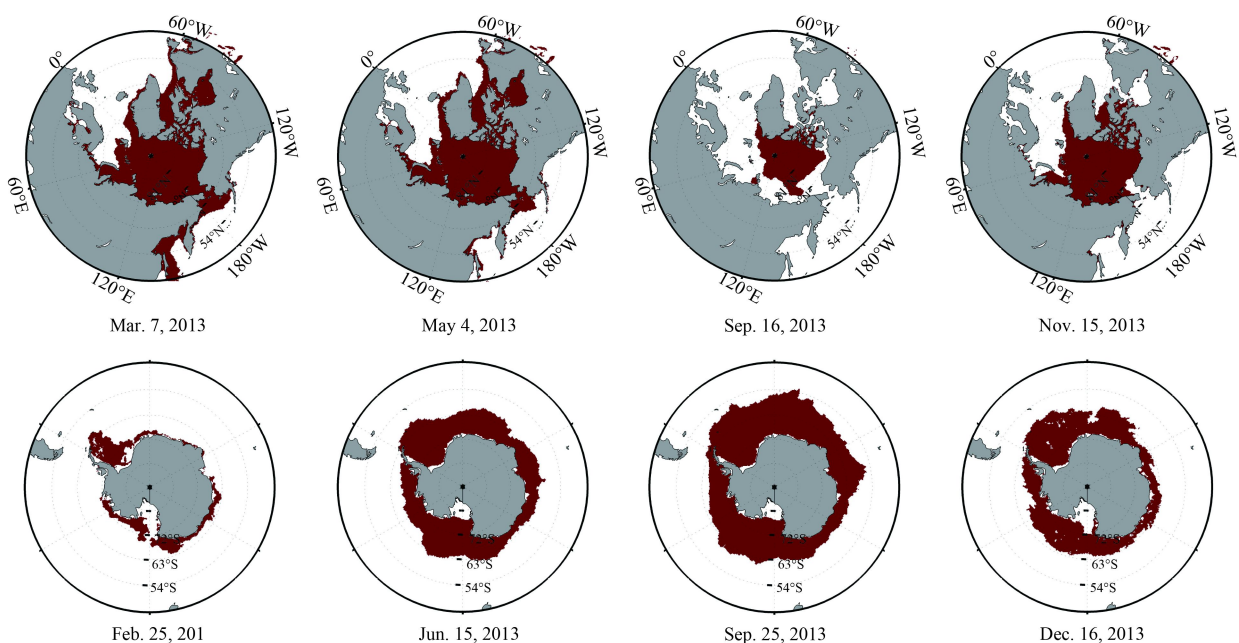 60°W
0°
120°W
60°E
54°N
180°W
120°E
Mar. 7, 2013
60°W
0°
120°W
60°E
54°N
180°W
120°E
May 4, 2013
60°W
0°
120°W
60°E
54°N
180°W
120°E
Sep. 16, 2013
60°W
0°
120°W
60°E
54°N
180°W
120°E
Nov. 15, 2013
63°S
54°S
Feb. 25, 201
63°S
54°S
Jun. 15, 2013
63°S
54°S
Sep. 25, 2013
63°S
54°S
Dec. 16, 2013